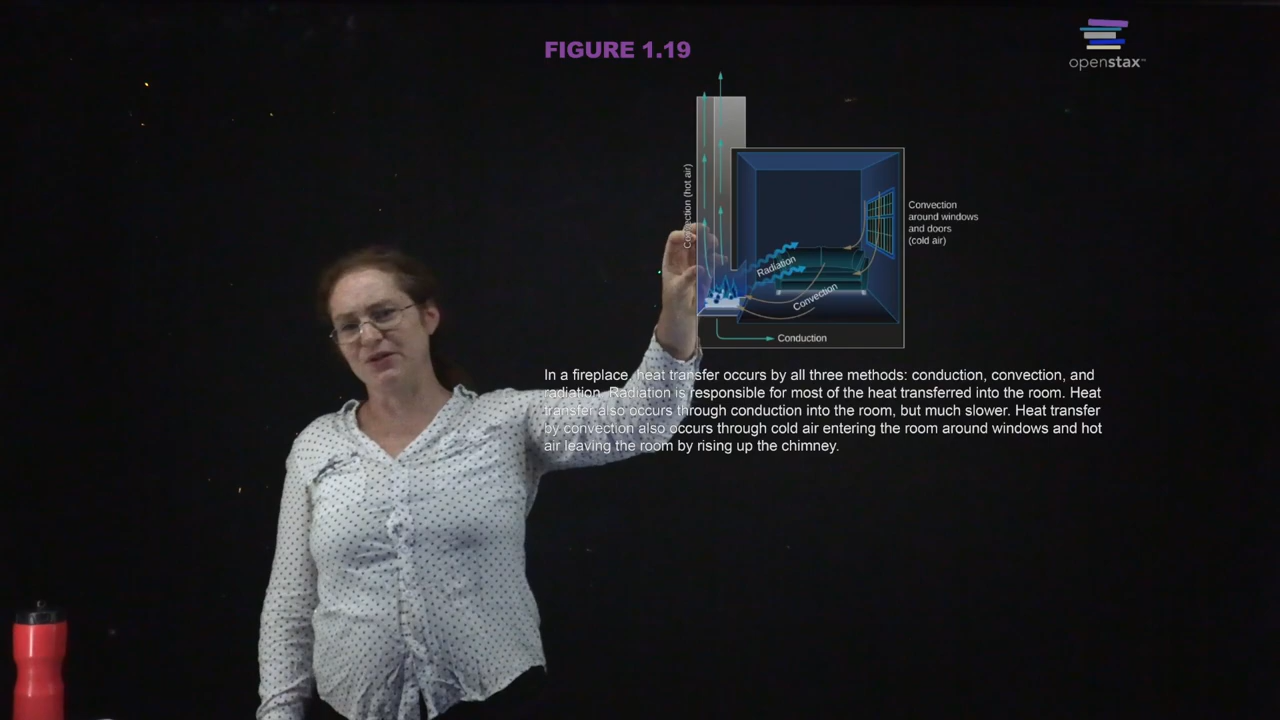 FIGURE 1.19
openstax™
Convection (hot air)
Convection
around windows
and doors
(cold air)
Radiation
Convection
Conduction
In a fireplace, heat transfer occurs by all three methods: conduction, convection, and
radiation. Radiation is responsible for most of the heat transferred into the room. Heat
transfer also occurs through conduction into the room, but much slower. Heat transfer
by convection also occurs through cold air entering the room around windows and hot
air leaving the room by rising up the chimney.